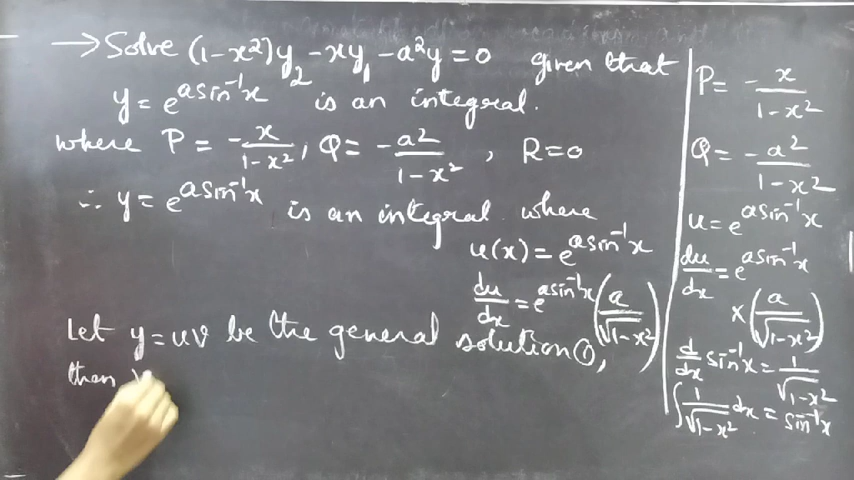 → Solve (1-x²)y₂ - xy₁ - a²y = 0 given that
y = e^{a sin⁻¹x} is an integral.
where P = -x/(1-x²), Q = -a²/(1-x²), R = 0
∴ y = e^{a sin⁻¹x} is an integral where
u(x) = e^{a sin⁻¹x}
du/dx = e^{a sin⁻¹x} (a/√(1-x²))
Let y = uv be the general solution ①,
then
P = -x/(1-x²)
Q = -a²/(1-x²)
u = e^{a sin⁻¹x}
du/dx = e^{a sin⁻¹x}
× (a/√(1-x²))
d/dx sin⁻¹x = 1/√(1-x²)
∫ 1/√(1-x²) dx = sin⁻¹x